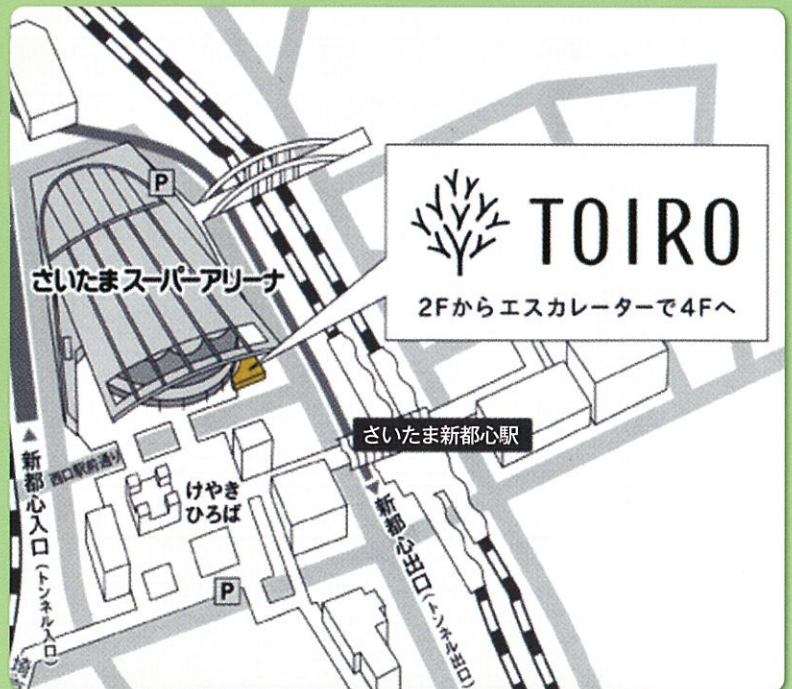 P
TOIRO
2Fからエスカレーターで4Fへ
さいたまスーパーアリーナ
さいたま新都心駅
▲新都心入口(トンネル入口)
西口駅前通り
けやき
ひろば
▼新都心出口(トンネル出口)
P
埼